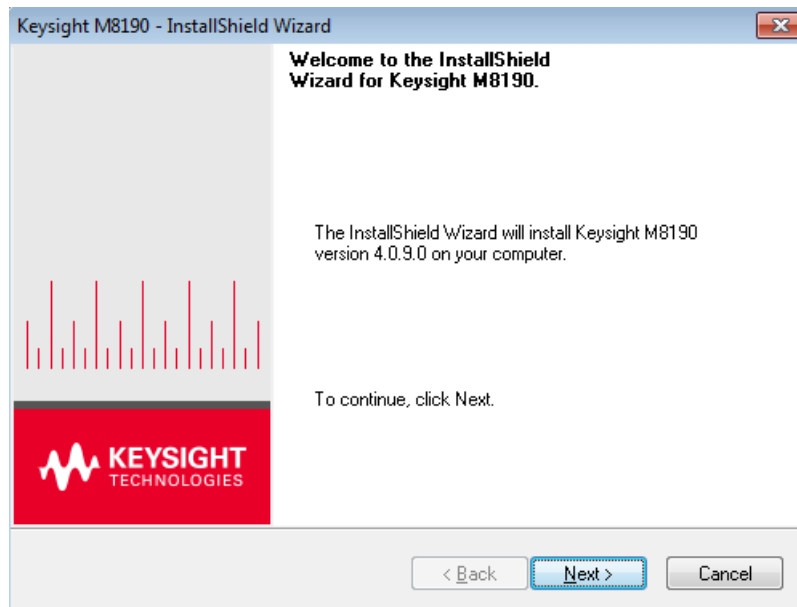 Keysight M8190 - InstallShield Wizard
Welcome to the InstallShield
Wizard for Keysight M8190.
The InstallShield Wizard will install Keysight M8190
version 4.0.9.0 on your computer.
To continue, click Next.
KEYSIGHT
TECHNOLOGIES
< Back
Next >
Cancel